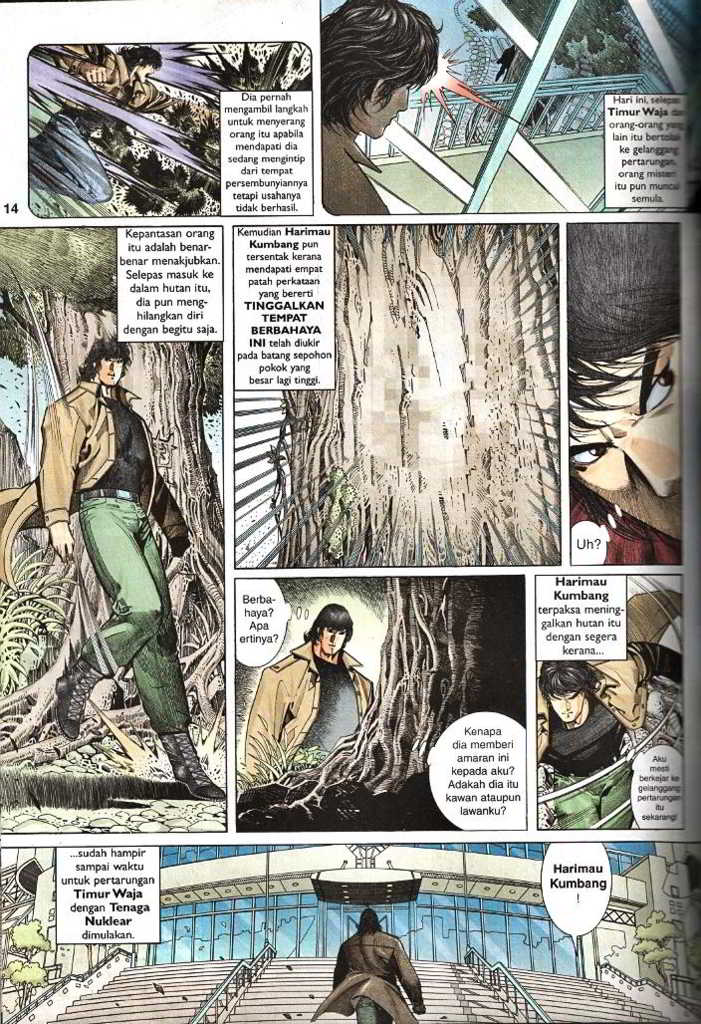 Dia pernah
mengambil langkah
untuk menyerang
orang itu apabila
mendapati dia
sedang mengintip
dari tempat
persembunyiannya
tetapi usahanya
tidak berhasil.
Hari ini, selepas
Timur Waja dan
orang-orang yang
lain itu bertolak
ke gelanggang
pertarungan,
orang misteri
itu pun muncul
semula.
14
Kepantasan orang
itu adalah benar-
benar menakjubkan.
Selepas masuk ke
dalam hutan itu,
dia pun meng-
hilangkan diri
dengan begitu saja.
Kemudian Harimau
Kumbang pun
tersentak kerana
mendapati empat
patah perkataan
yang bererti
TINGGALKAN
TEMPAT
BERBAHAYA
INI telah diukir
pada batang sepohon
pokok yang
besar lagi tinggi.
Uh?
Berba-
haya?
Apa
ertinya?
Kenapa
dia memberi
amaran ini
kepada aku?
Adakah dia itu
kawan ataupun
lawanku?
Harimau
Kumbang
terpaksa mening-
galkan hutan itu
dengan segera
kerana...
Aku
mesti
berkejar ke
gelanggang
pertarungan
itu
sekarang!
...sudah hampir
sampai waktu
untuk pertarungan
Timur Waja
dengan Tenaga
Nuklear
dimulakan.
Harimau
Kumbang
!